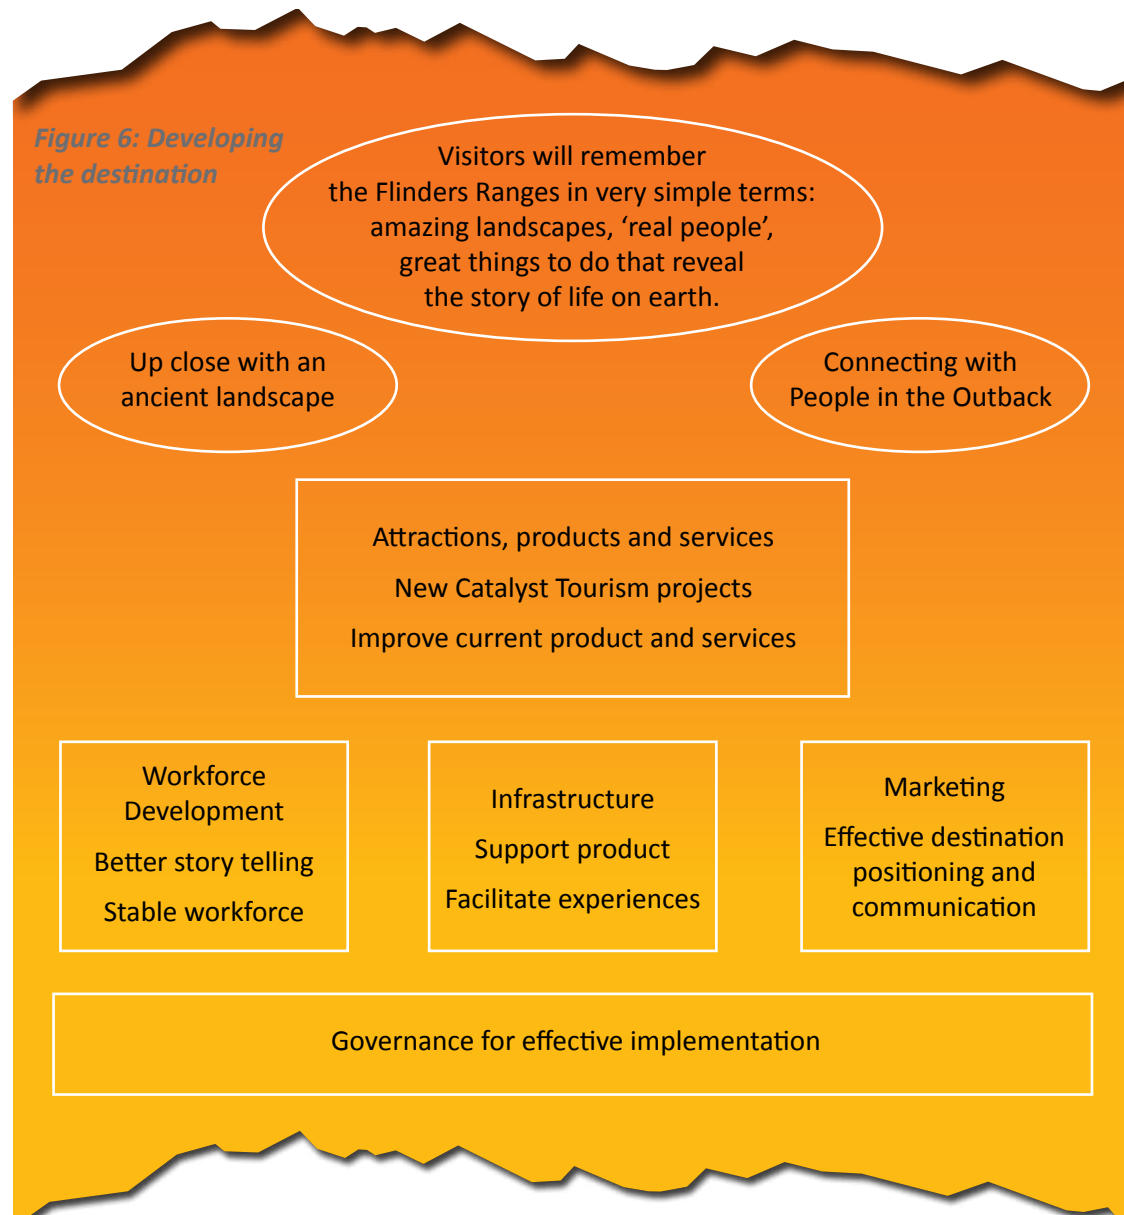 Figure 6: Developing
the destination
Visitors will remember
the Flinders Ranges in very simple terms:
amazing landscapes, ‘real people’,
great things to do that reveal
the story of life on earth.
Up close with an
ancient landscape
Connecting with
People in the Outback
Attractions, products and services
New Catalyst Tourism projects
Improve current product and services
Workforce
Development
Better story telling
Stable workforce
Infrastructure
Support product
Facilitate experiences
Marketing
Effective destination
positioning and
communication
Governance for effective implementation